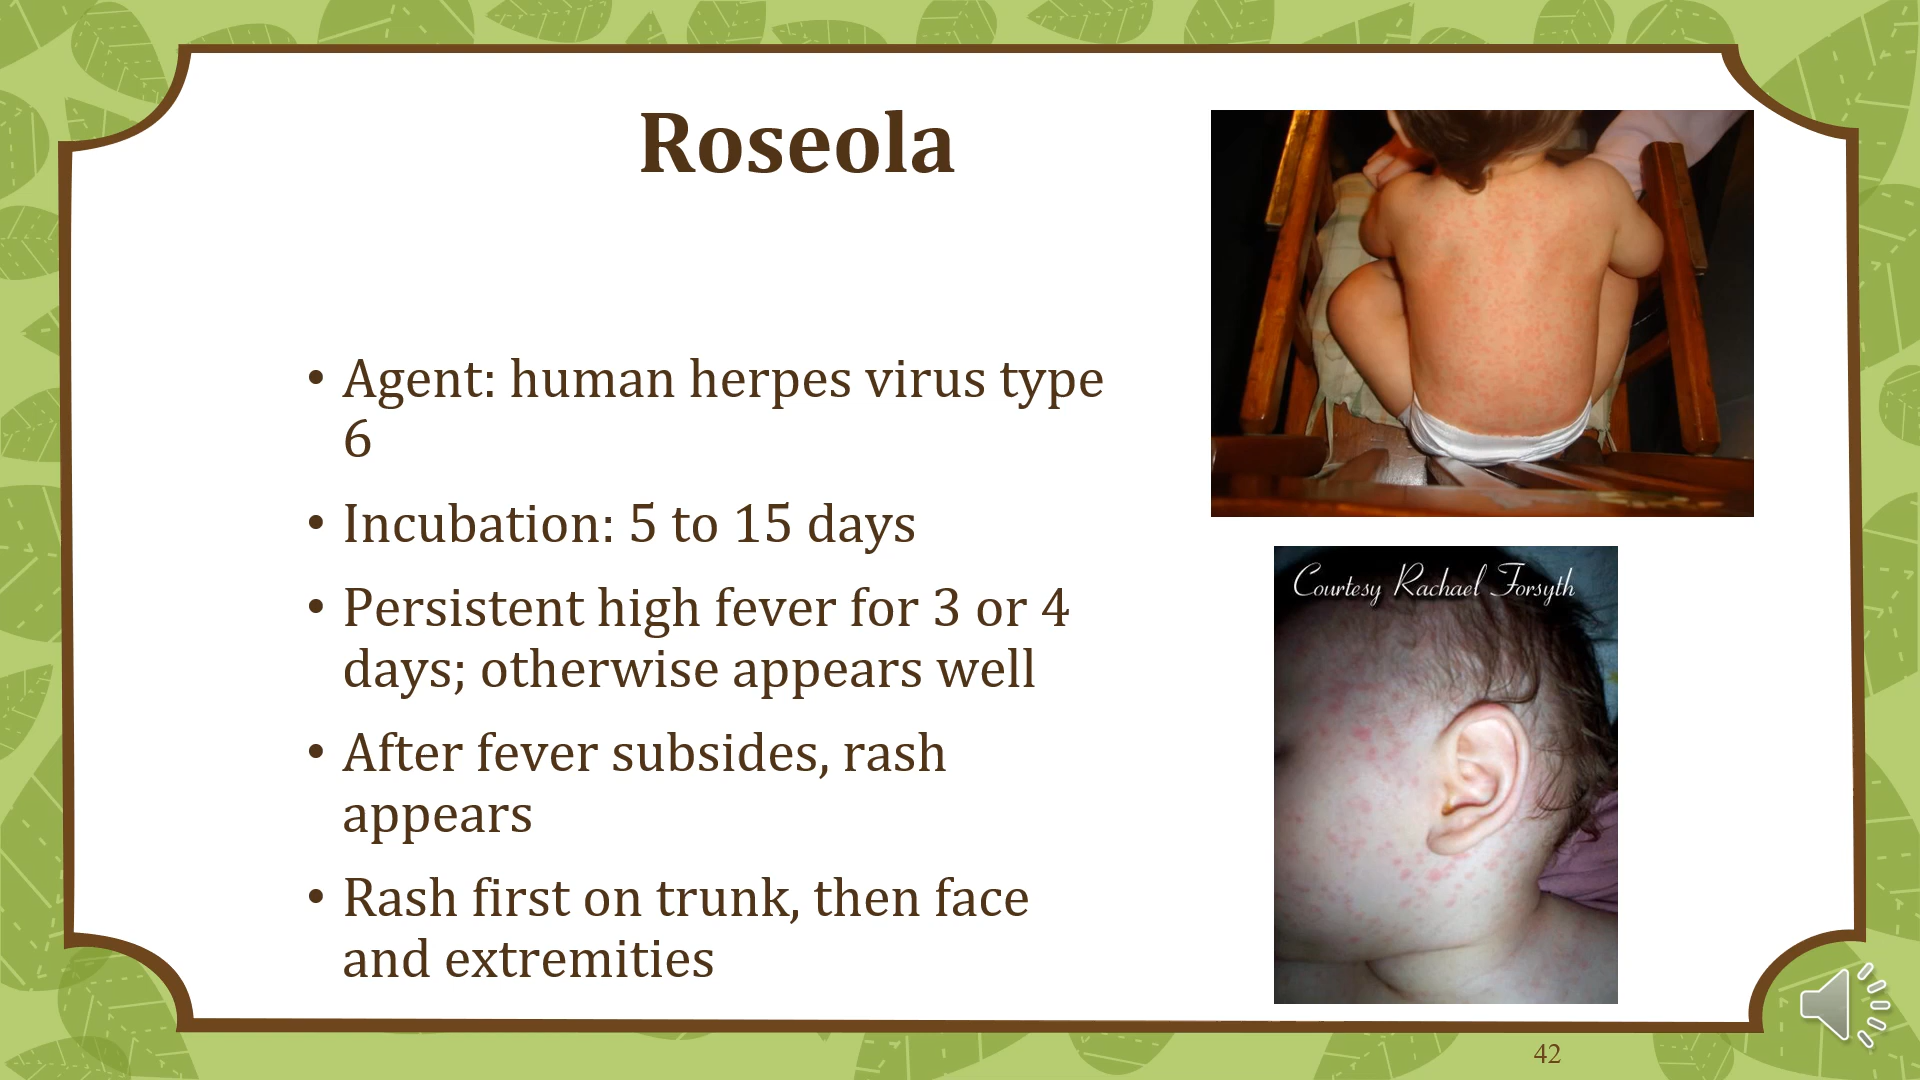 Roseola
• Agent: human herpes virus type
6
• Incubation: 5 to 15 days
• Persistent high fever for 3 or 4
days; otherwise appears well
• After fever subsides, rash
appears
• Rash first on trunk, then face
and extremities
Courtesy Rachael Forsyth
42